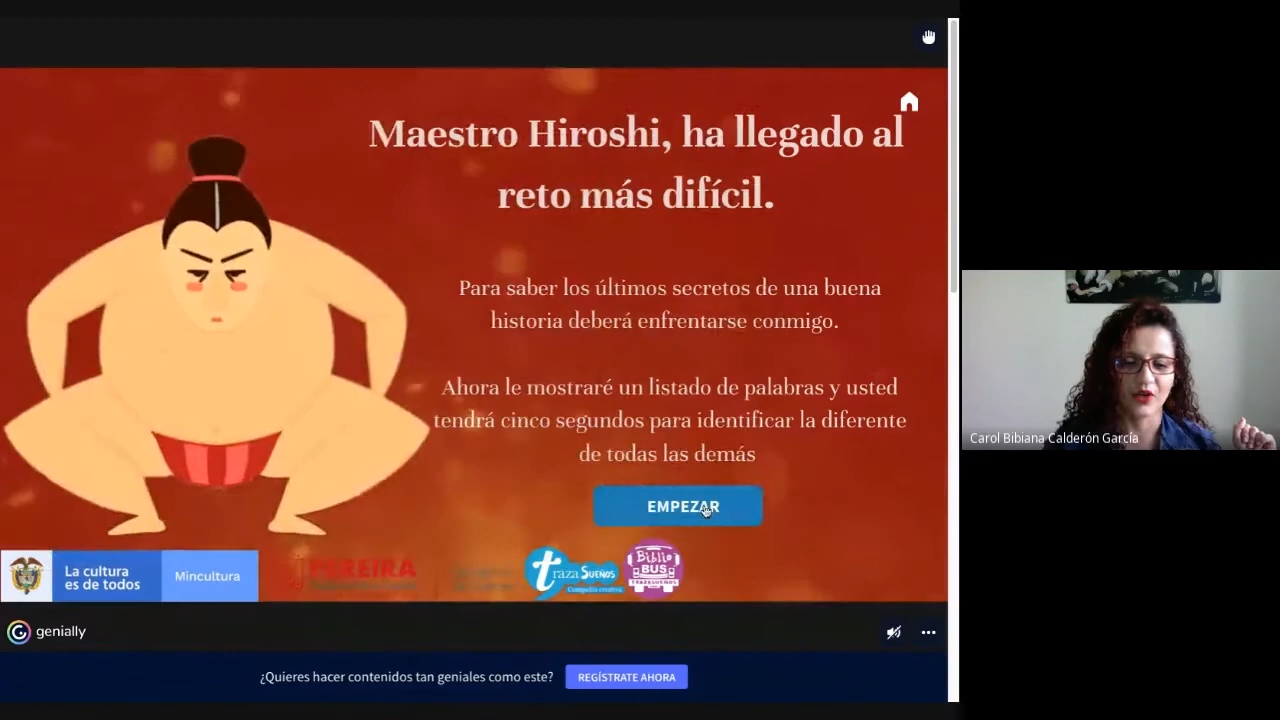 Maestro Hiroshi, ha llegado al
reto más difícil.
Para saber los últimos secretos de una buena
historia deberá enfrentarse conmigo.
Ahora le mostraré un listado de palabras y usted
tendrá cinco segundos para identificar la diferente
de todas las demás
EMPEZAR
Carol Bibiana Calderón García
La cultura
es de todos
Mincultura
PEREIRA
traza SUEÑOS
Compañía creativa
Biblio
BUS
TRAZASUEÑOS
genially
¿Quieres hacer contenidos tan geniales como este?
REGÍSTRATE AHORA